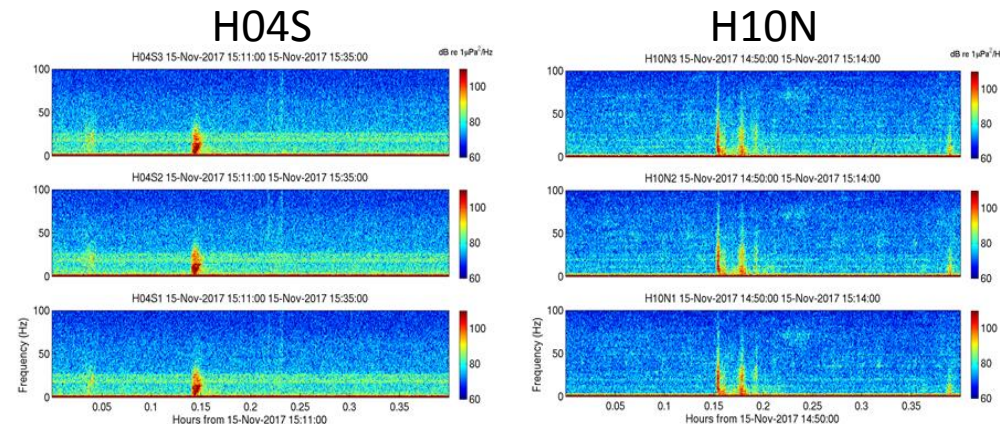 H04S
H04S3 15-Nov-2017 15:11:00 15-Nov-2017 15:35:00
dB re 1µPa²/Hz
100
50
0
100
80
60
H04S2 15-Nov-2017 15:11:00 15-Nov-2017 15:35:00
100
50
0
100
80
60
H04S1 15-Nov-2017 15:11:00 15-Nov-2017 15:35:00
Frequency (Hz)
100
50
0
100
80
60
0.05 0.1 0.15 0.2 0.25 0.3 0.35
Hours from 15-Nov-2017 15:11:00
H10N
H10N3 15-Nov-2017 14:50:00 15-Nov-2017 15:14:00
dB re 1µPa²/H
100
50
0
100
80
60
H10N2 15-Nov-2017 14:50:00 15-Nov-2017 15:14:00
100
50
0
100
80
60
H10N1 15-Nov-2017 14:50:00 15-Nov-2017 15:14:00
Frequency (Hz)
100
50
0
100
80
60
0.05 0.1 0.15 0.2 0.25 0.3 0.35
Hours from 15-Nov-2017 14:50:00